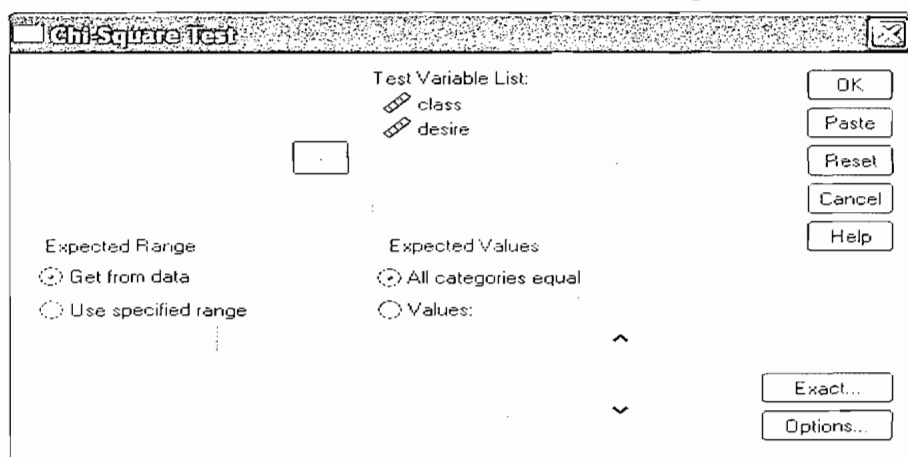 Chi-Square Test
Test Variable List:
class
desire
OK
Paste
Reset
Cancel
Help
Expected Range
Get from data
Use specified range
Expected Values
All categories equal
Values:
Exact...
Options...